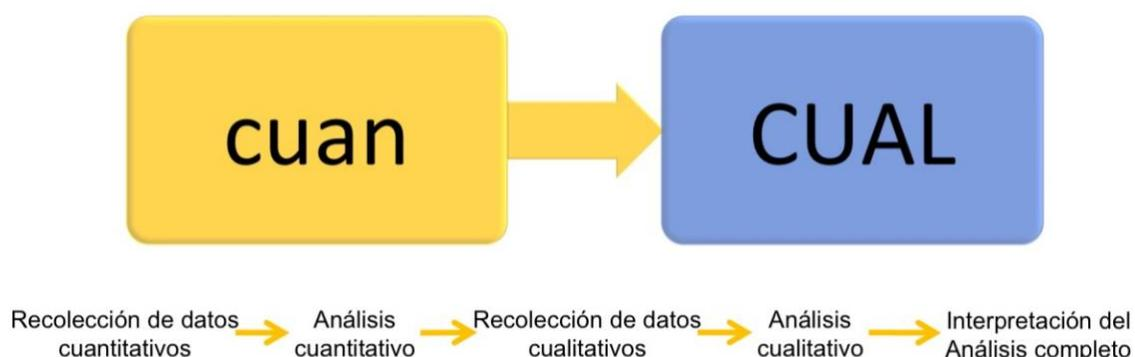 cuan
CUAL
Recolección de datos
cuantitativos
Análisis
cuantitativo
Recolección de datos
cualitativos
Análisis
cualitativo
Interpretación del
Análisis completo